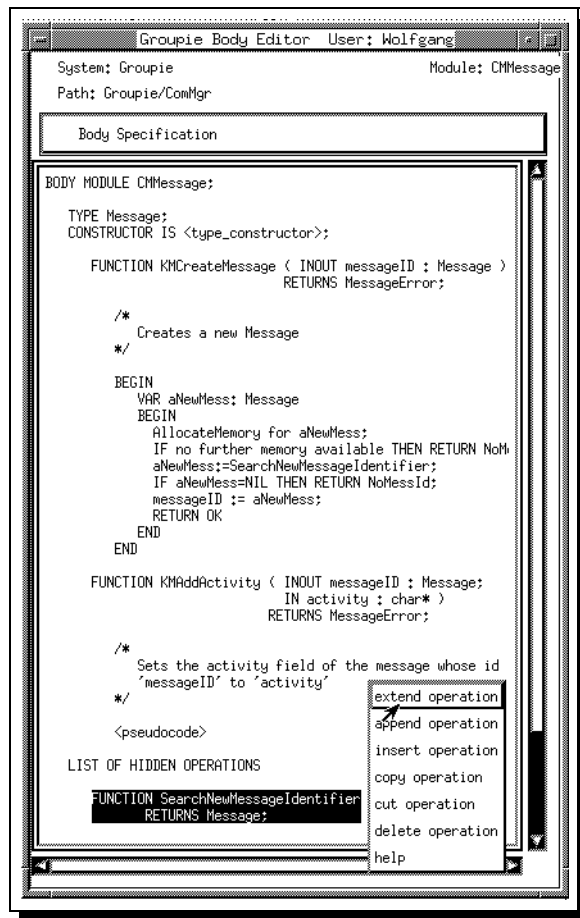 Groupie Body Editor User: Wolfgang
System: Groupie Module: CMMessage
Path: Groupie/ComMgr
Body Specification
BODY MODULE CMMessage;
TYPE Message;
CONSTRUCTOR IS <type_constructor>;
FUNCTION KMCreateMessage ( INOUT messageID : Message )
RETURNS MessageError;
/*
Creates a new Message
*/
BEGIN
VAR aNewMess: Message
BEGIN
AllocateMemory for aNewMess;
IF no further memory available THEN RETURN NoM
aNewMess:=SearchNewMessageIdentifier;
IF aNewMess=NIL THEN RETURN NoMessId;
messageID := aNewMess;
RETURN OK
END
END
FUNCTION KMAddActivity ( INOUT messageID : Message;
IN activity : char* )
RETURNS MessageError;
/*
Sets the activity field of the message whose id
'messageID' to 'activity'
*/
<pseudocode>
LIST OF HIDDEN OPERATIONS
FUNCTION SearchNewMessageIdentifier
RETURNS Message;
extend operation
append operation
insert operation
copy operation
cut operation
delete operation
help